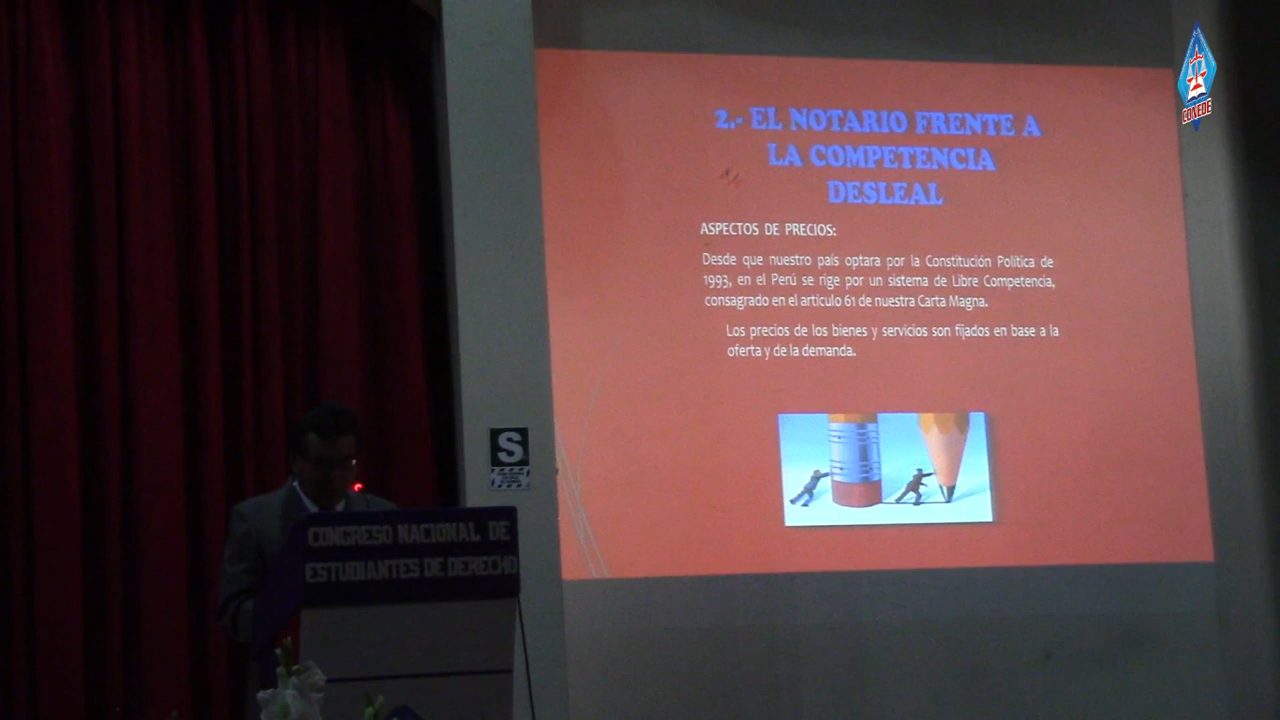 CONEDE
2.- EL NOTARIO FRENTE A
LA COMPETENCIA
DESLEAL
ASPECTOS DE PRECIOS:
Desde que nuestro país optara por la Constitución Política de
1993, en el Perú se rige por un sistema de Libre Competencia,
consagrado en el artículo 61 de nuestra Carta Magna.
Los precios de los bienes y servicios son fijados en base a la
oferta y de la demanda.
S
CONGRESO NACIONAL DE
ESTUDIANTES DE DERECHO